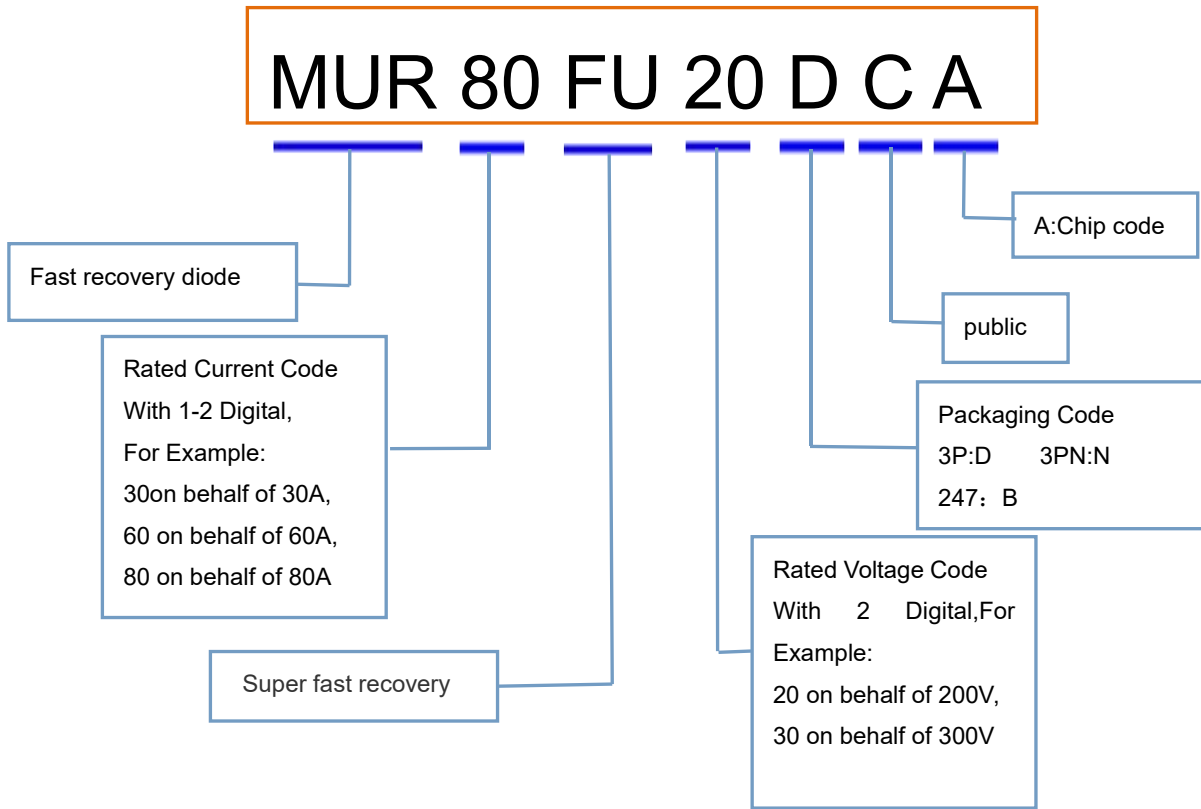 MUR 80 FU 20 D C A
A:Chip code
Fast recovery diode
public
Rated Current Code
With 1-2 Digital,
For Example:
30on behalf of 30A,
60 on behalf of 60A,
80 on behalf of 80A
Packaging Code
3P:D 3PN:N
247：B
Rated Voltage Code
With 2 Digital,For
Example:
20 on behalf of 200V,
30 on behalf of 300V
Super fast recovery